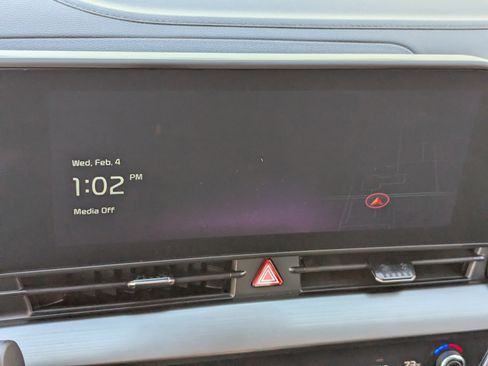 Wed, Feb. 4
1:02 PM
Media Off